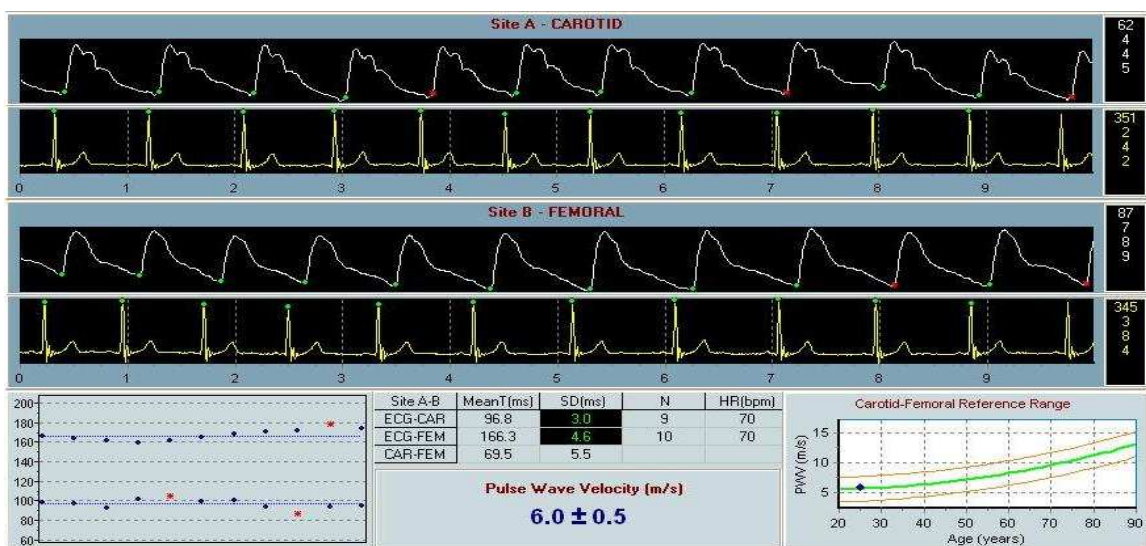 Site A - CAROTID
62
4
4
5
351
2
4
2
0 1 2 3 4 5 6 7 8 9
Site B - FEMORAL
87
7
8
9
345
3
8
4
0 1 2 3 4 5 6 7 8 9
200
180
160
140
120
100
80
60
Site A-B MeanT(ms) SD(ms) N HR(bpm)
ECG-CAR 96.8 3.0 9 70
ECG-FEM 166.3 4.6 10 70
CAR-FEM 69.5 5.5
Pulse Wave Velocity (m/s)
6.0 ± 0.5
Carotid-Femoral Reference Range
PWV (m/s)
15
10
5
20 30 40 50 60 70 80 90
Age (years)